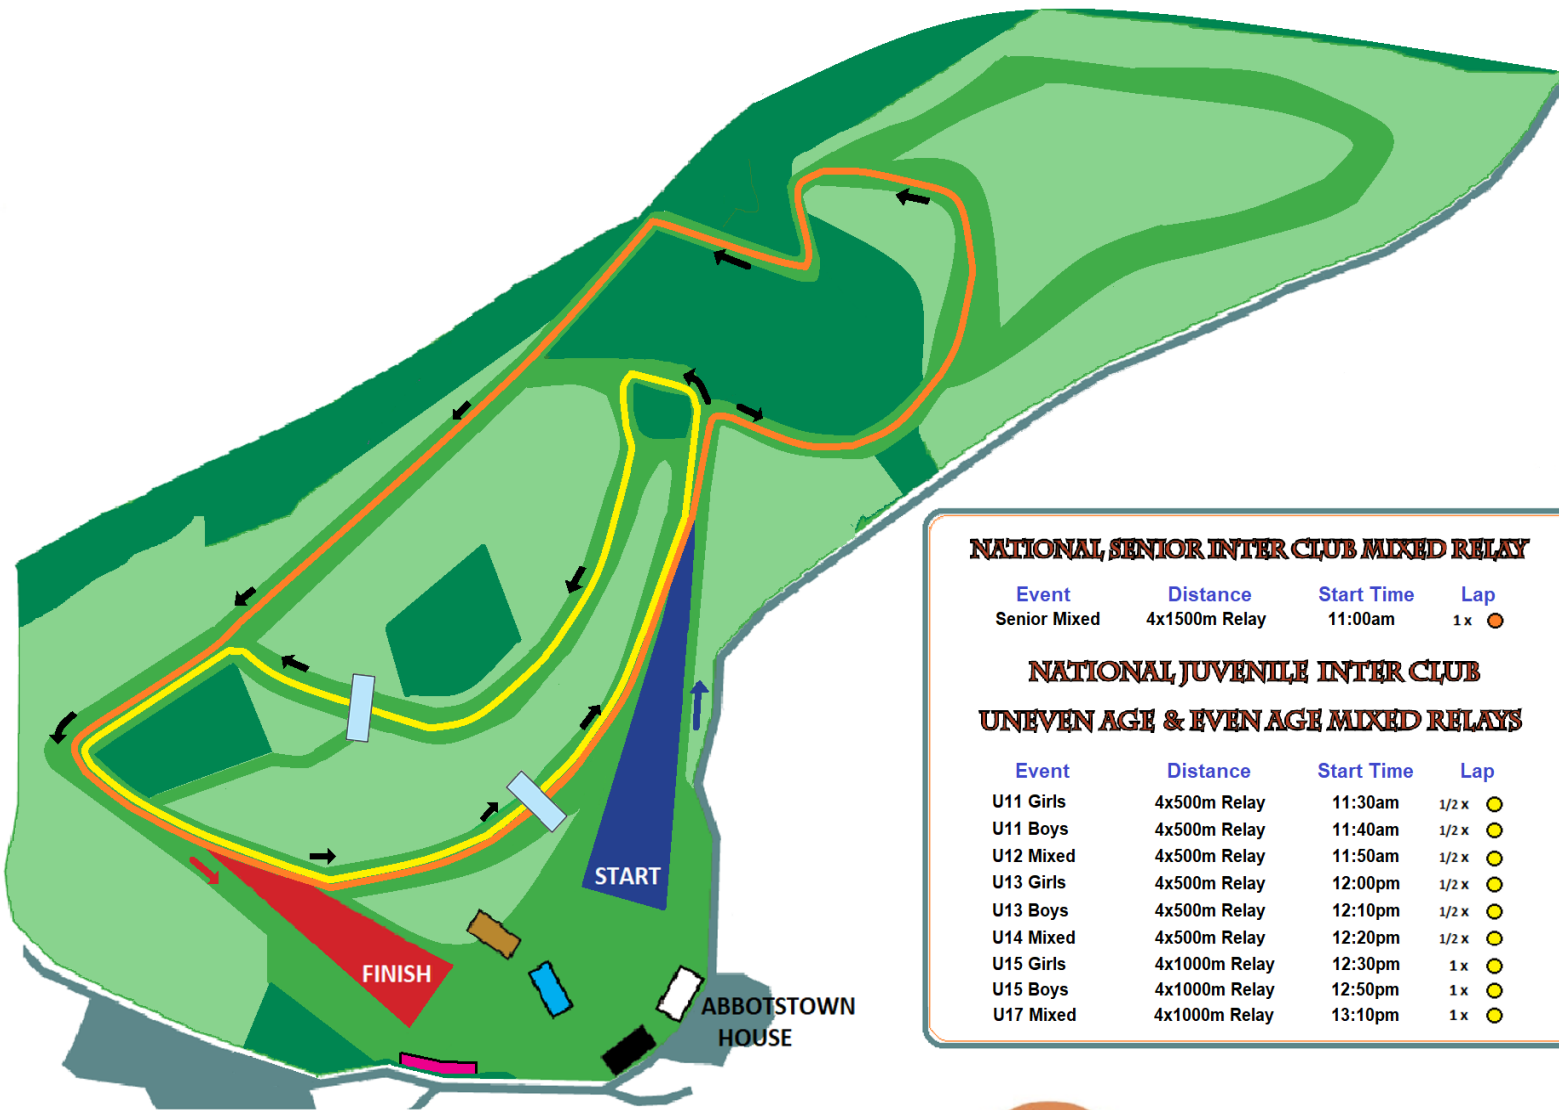 START
FINISH
ABBOTSTOWN
HOUSE
NATIONAL SENIOR INTER CLUB MIXED RELAY
Event Distance Start Time Lap
Senior Mixed 4x1500m Relay 11:00am 1 x
NATIONAL JUVENILE INTER CLUB
UNEVEN AGE & EVEN AGE MIXED RELAYS
Event Distance Start Time Lap
U11 Girls 4x500m Relay 11:30am 1/2 x
U11 Boys 4x500m Relay 11:40am 1/2 x
U12 Mixed 4x500m Relay 11:50am 1/2 x
U13 Girls 4x500m Relay 12:00pm 1/2 x
U13 Boys 4x500m Relay 12:10pm 1/2 x
U14 Mixed 4x500m Relay 12:20pm 1/2 x
U15 Girls 4x1000m Relay 12:30pm 1 x
U15 Boys 4x1000m Relay 12:50pm 1 x
U17 Mixed 4x1000m Relay 13:10pm 1 x